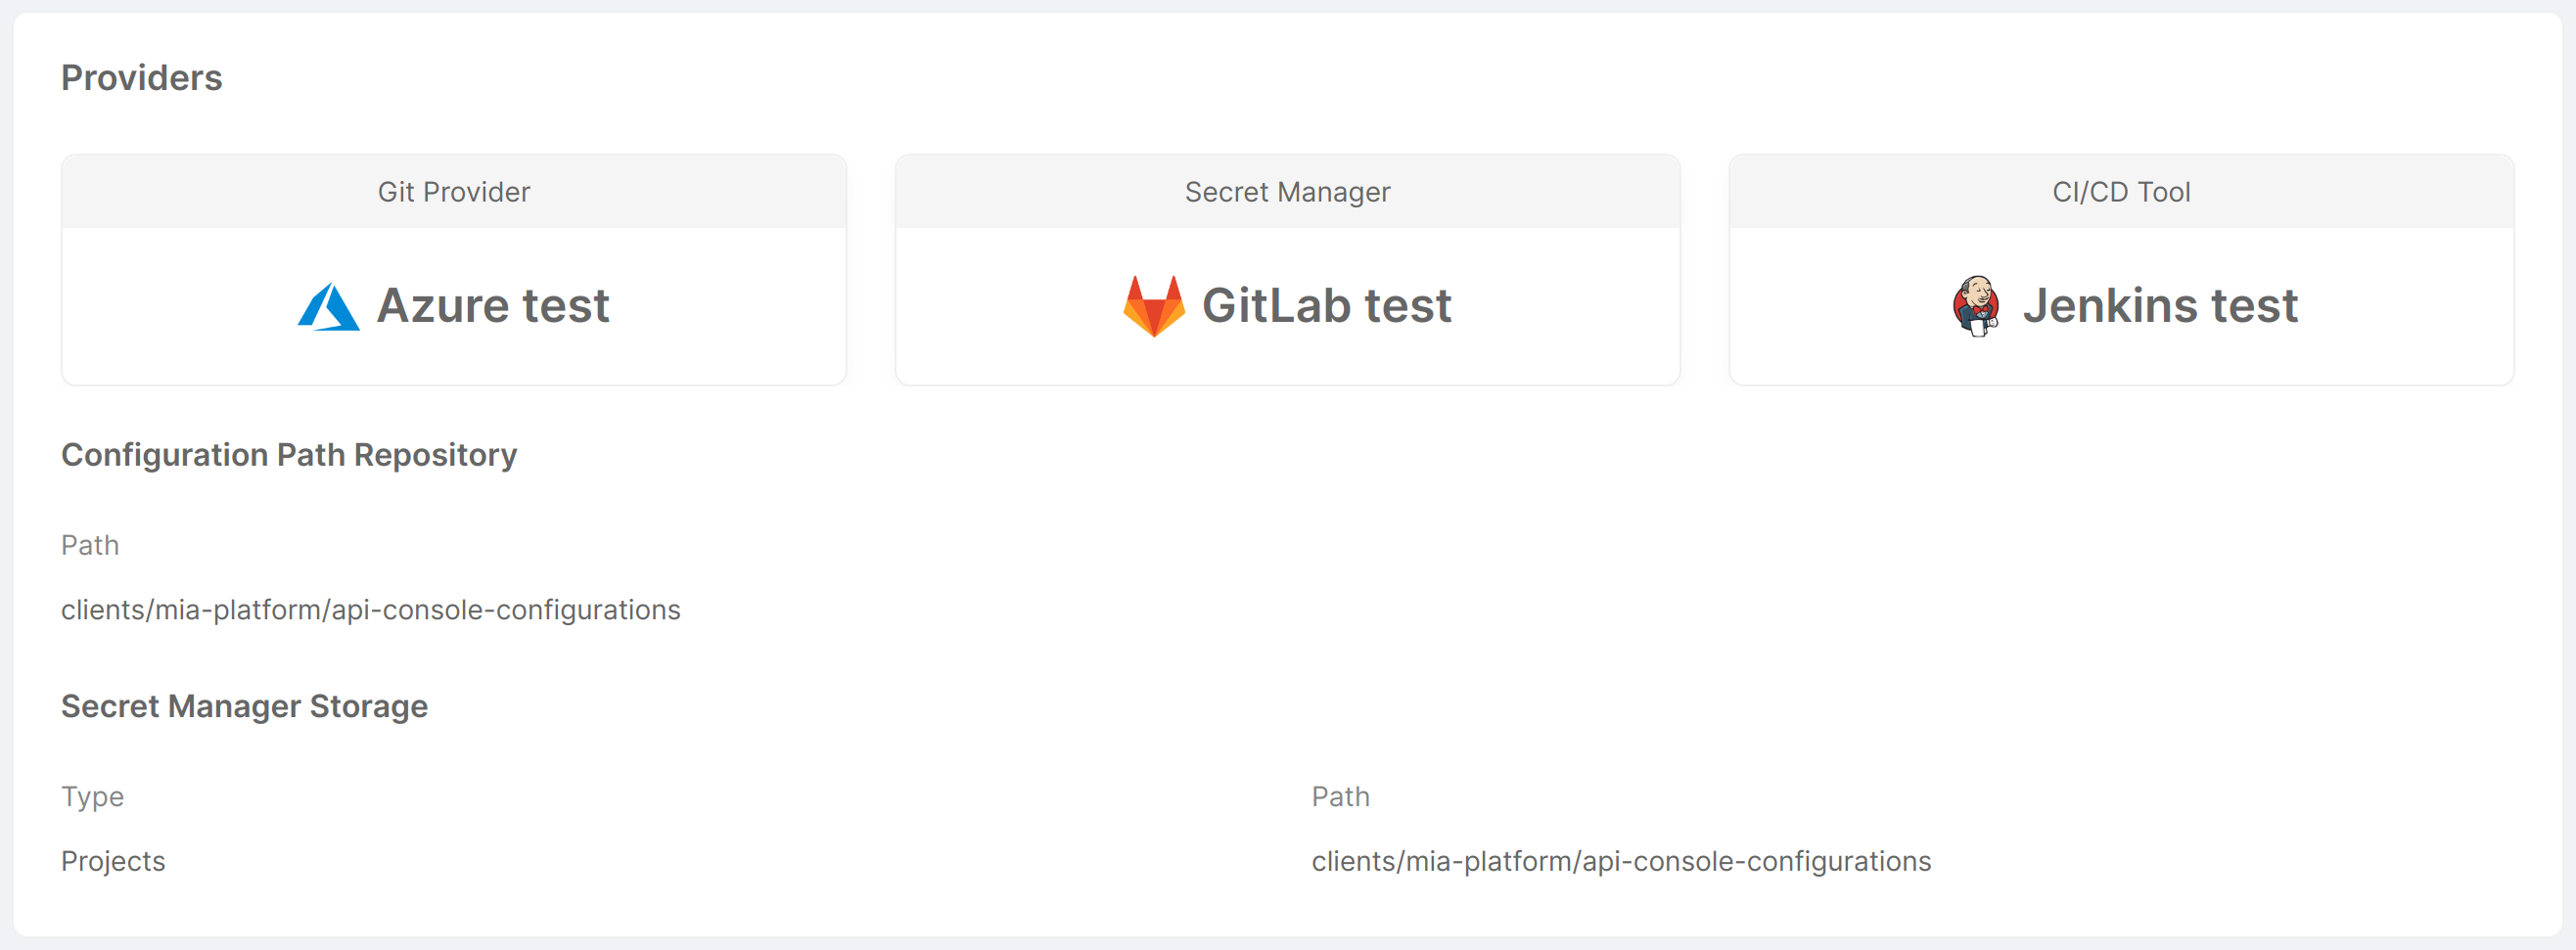 Providers
Git Provider
Azure test
Secret Manager
GitLab test
CI/CD Tool
Jenkins test
Configuration Path Repository
Path
clients/mia-platform/api-console-configurations
Secret Manager Storage
Type
Projects
Path
clients/mia-platform/api-console-configurations